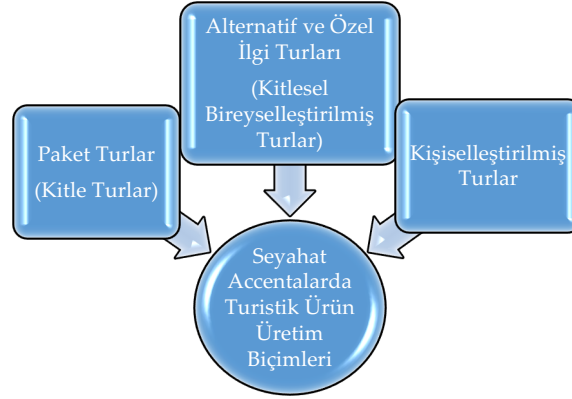 Alternatif ve Özel
İlgi Turları
(Kitlesel
Bireyselleştirilmiş
Turlar)
Paket Turlar
(Kitle Turlar)
Kişiselleştirilmiş
Turlar
Seyahat
Accentalarda
Turistik Ürün
Üretim
Biçimleri